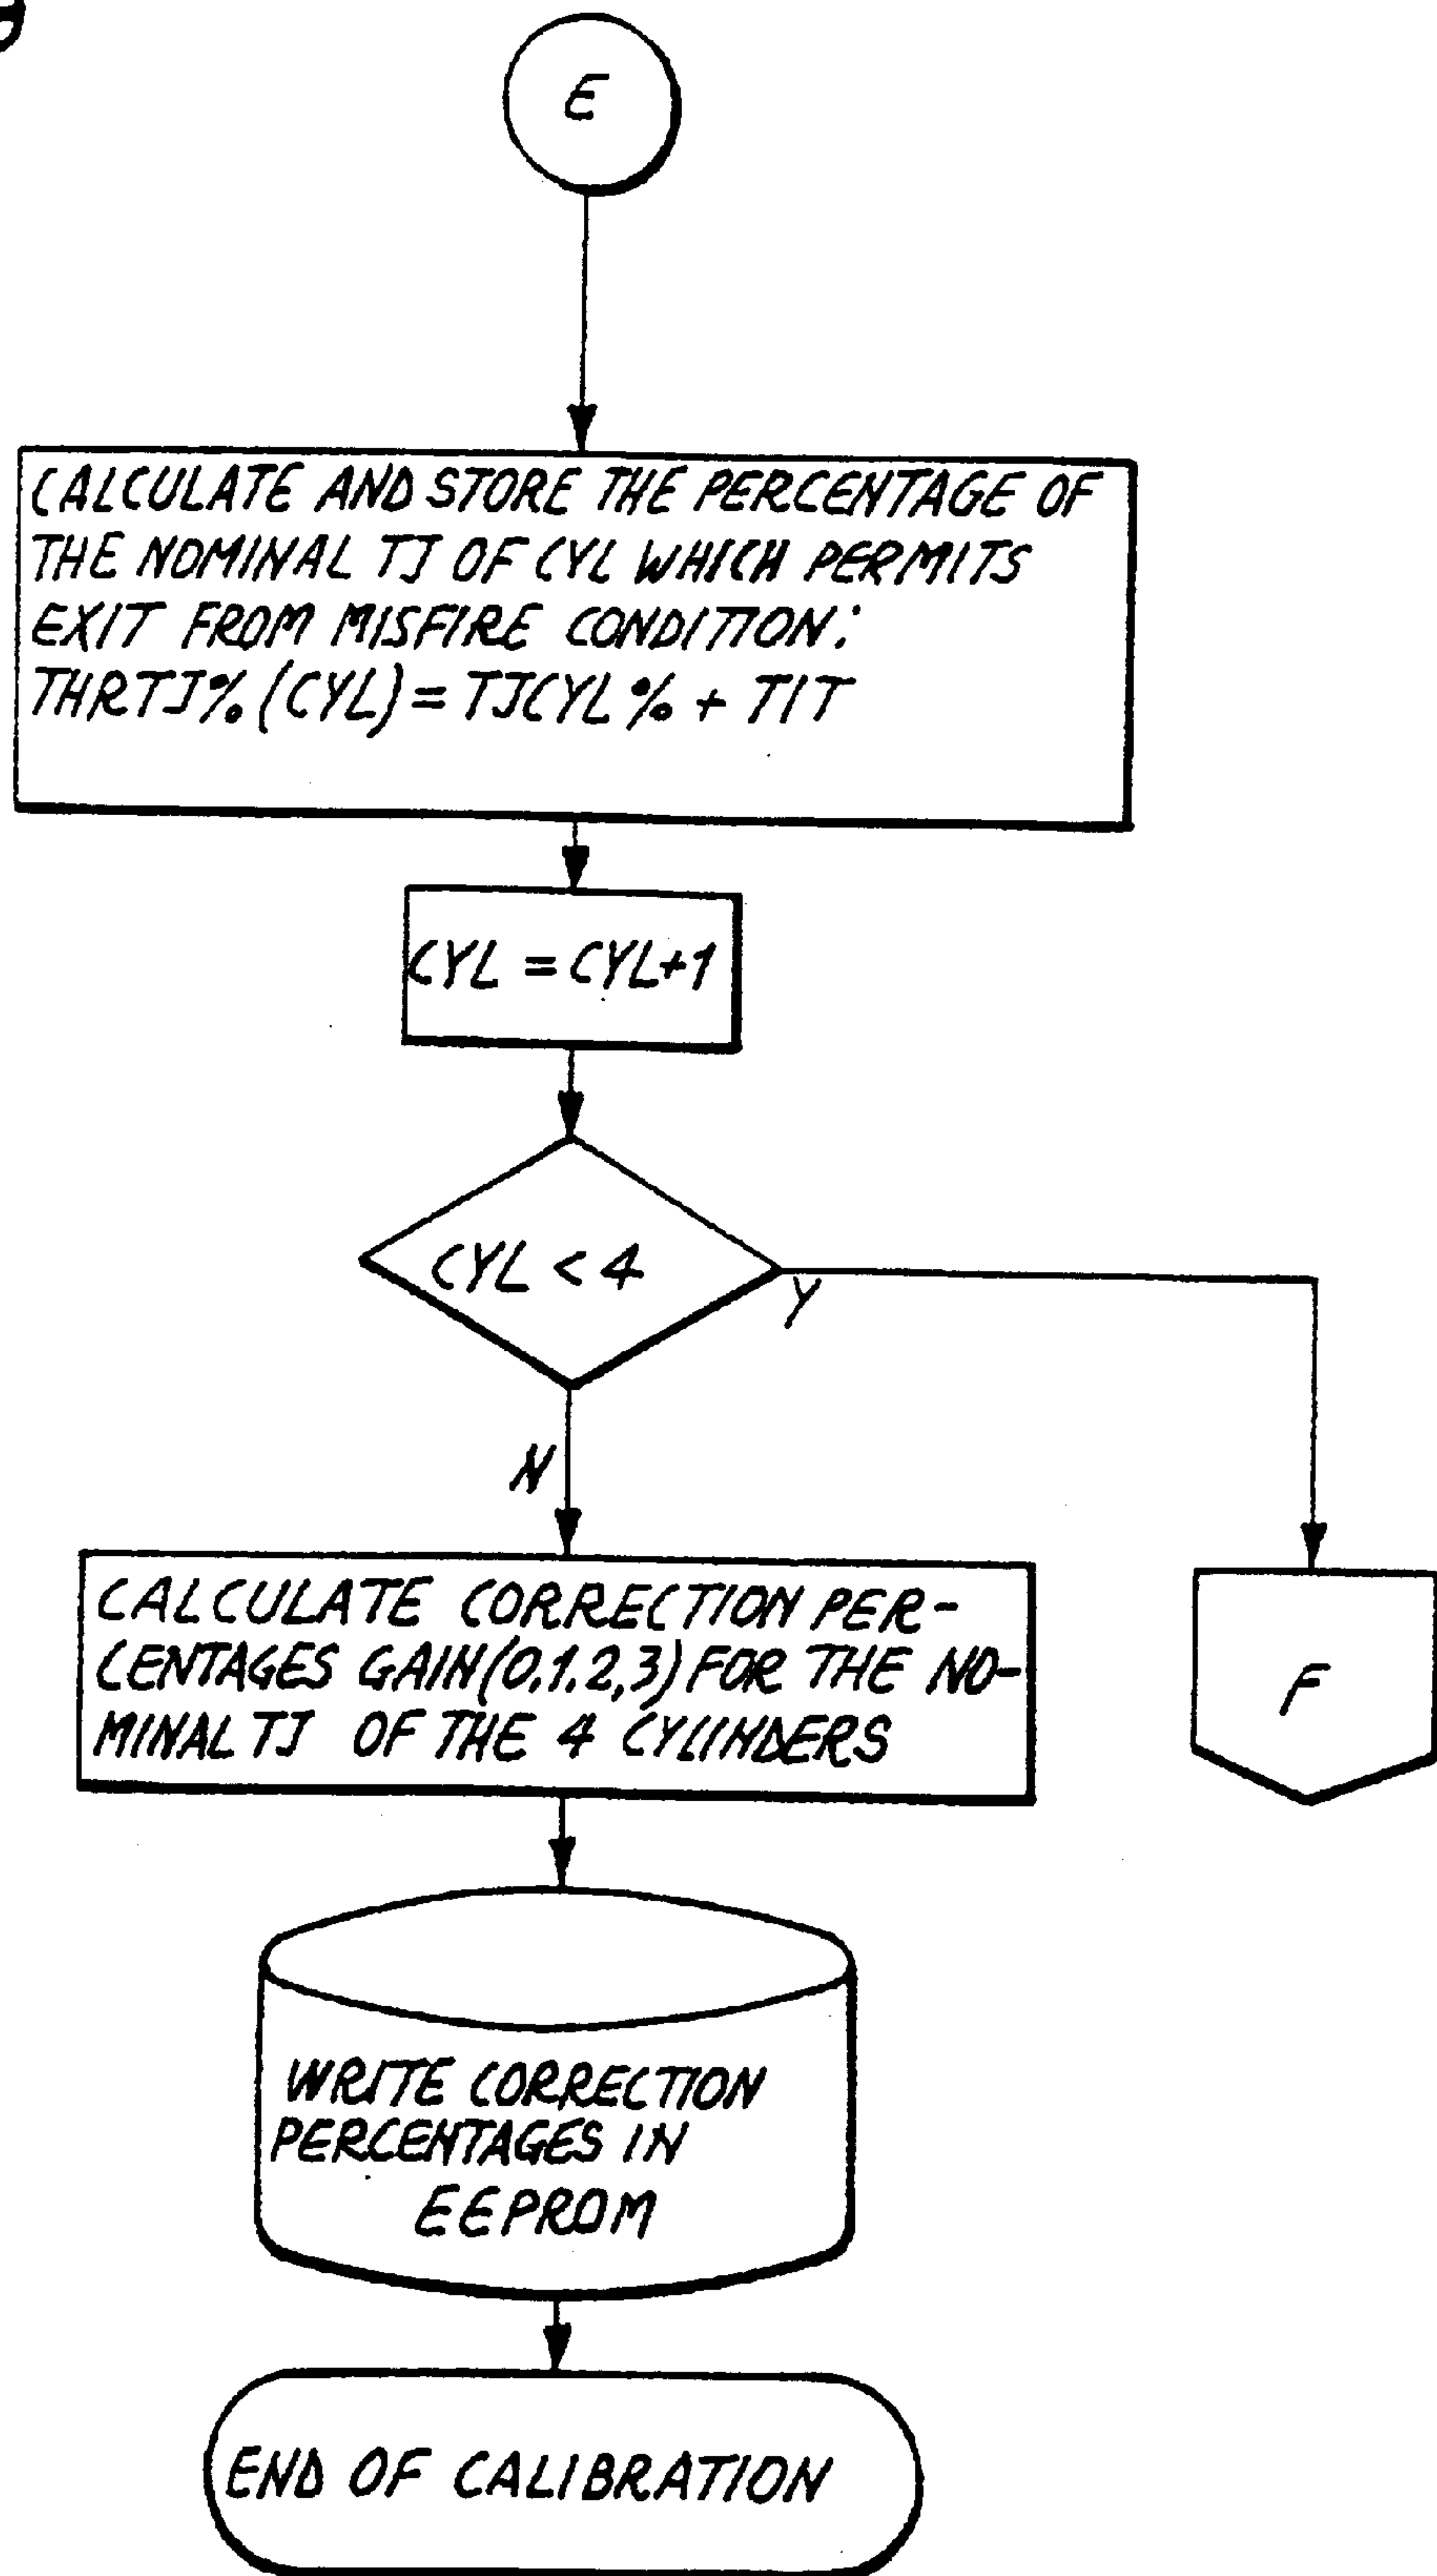 E
CALCULATE AND STORE THE PERCENTAGE OF
THE NOMINAL TJ OF CYL WHICH PERMITS
EXIT FROM MISFIRE CONDITION:
THRTJ% (CYL) = TJCYL % + TIT
CYL = CYL+1
CYL < 4
Y
N
CALCULATE CORRECTION PER-
CENTAGES GAIN(0.1.2,3) FOR THE NO-
MINAL TJ OF THE 4 CYLINDERS
F
WRITE CORRECTION
PERCENTAGES IN
EEPROM
END OF CALIBRATION